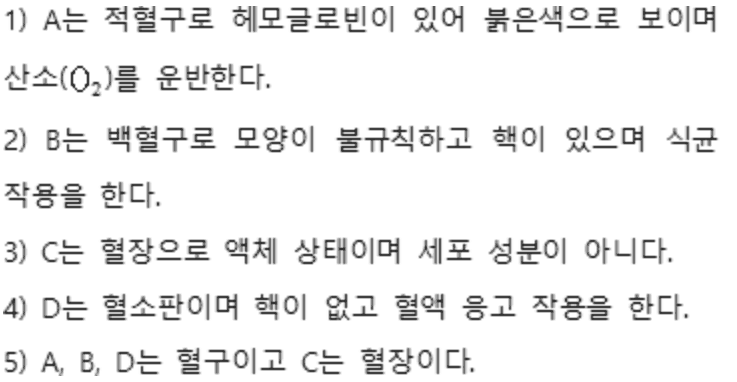 1) A는 적혈구로 헤모글로빈이 있어 붉은색으로 보이며
산소(O₂)를 운반한다.
2) B는 백혈구로 모양이 불규칙하고 핵이 있으며 식균
작용을 한다.
3) C는 혈장으로 액체 상태이며 세포 성분이 아니다.
4) D는 혈소판이며 핵이 없고 혈액 응고 작용을 한다.
5) A, B, D는 혈구이고 C는 혈장이다.